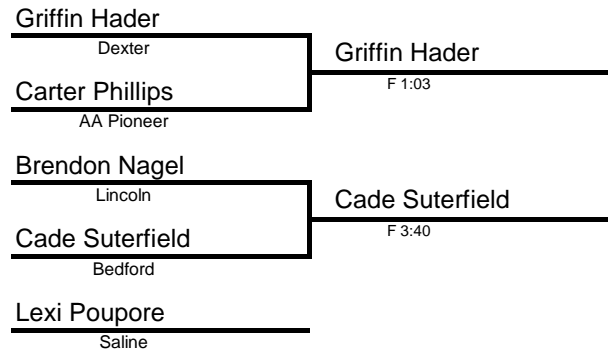 Griffin Hader
Dexter
Griffin Hader
F 1:03
Carter Phillips
AA Pioneer
Brendon Nagel
Lincoln
Cade Suterfield
F 3:40
Cade Suterfield
Bedford
Lexi Poupore
Saline